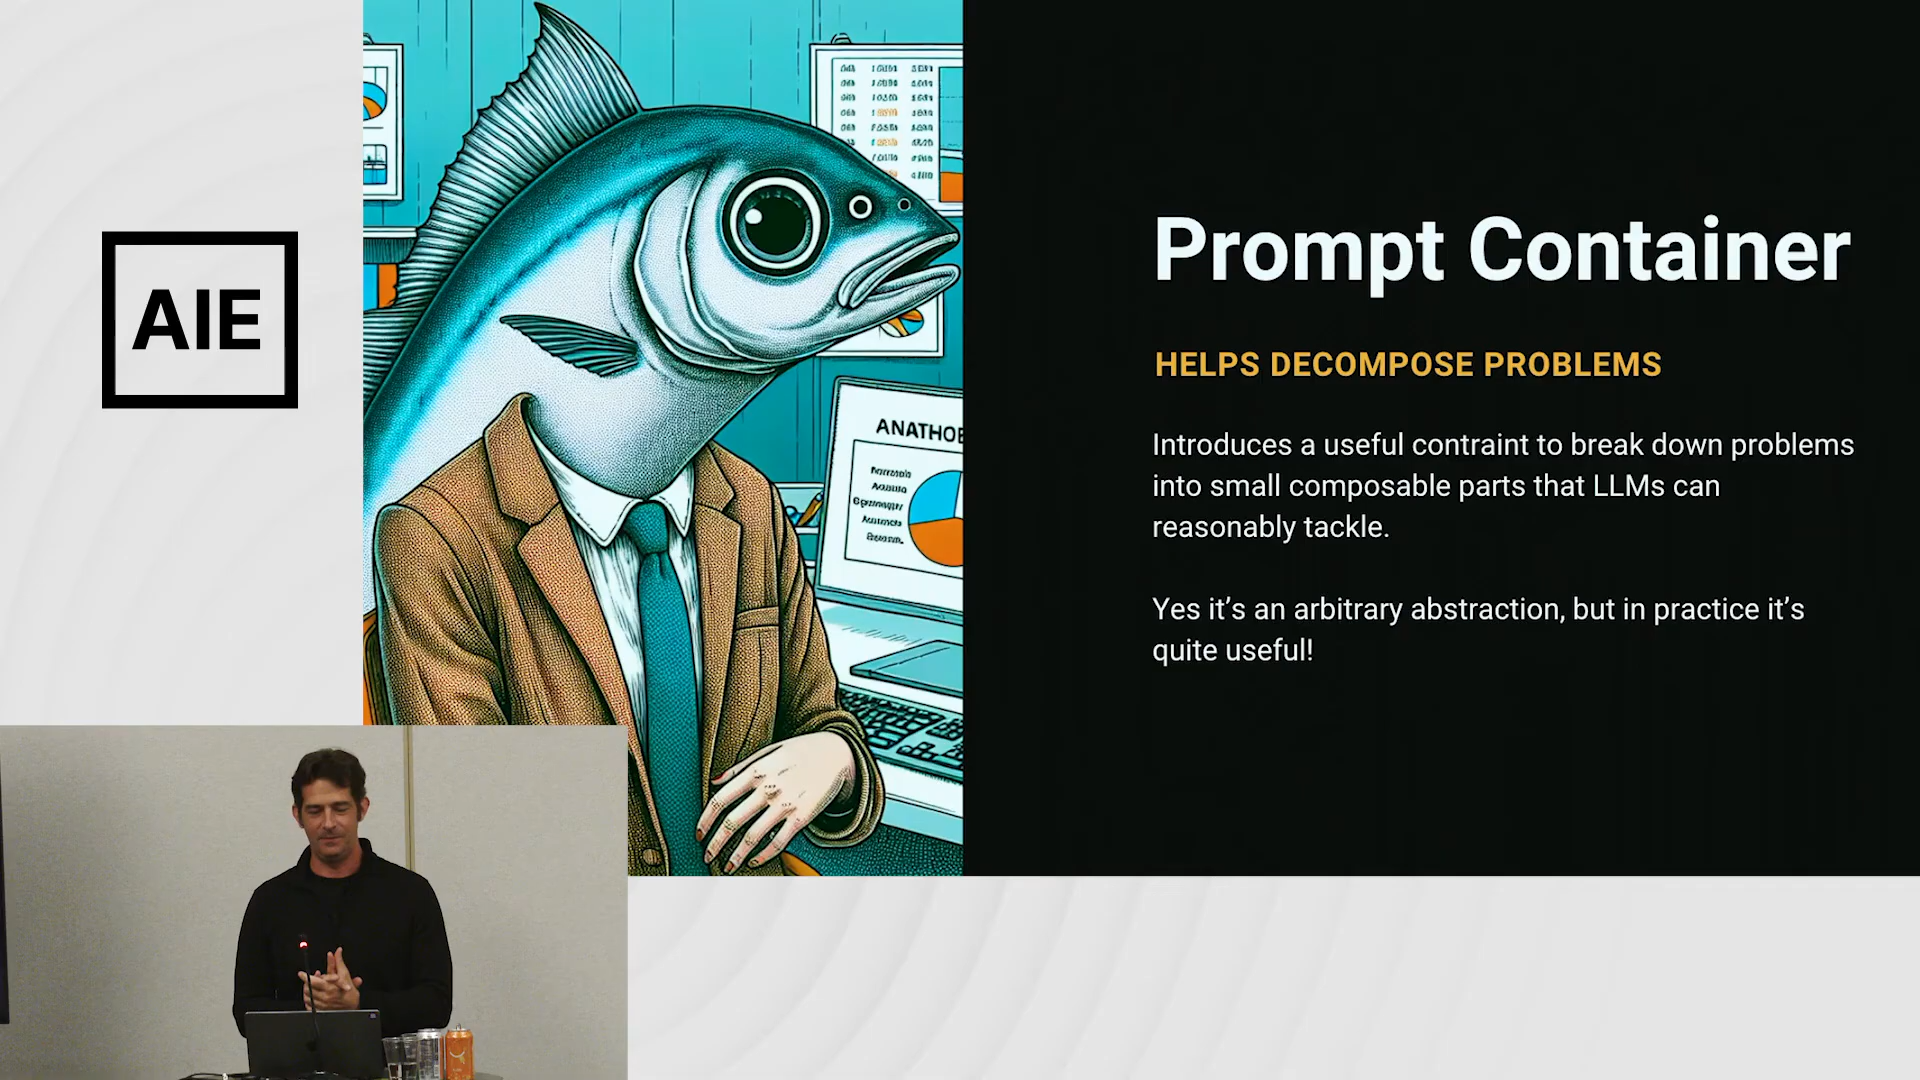 AIE
ANATHOE
Prompt Container
HELPS DECOMPOSE PROBLEMS
Introduces a useful contraint to break down problems
into small composable parts that LLMs can
reasonably tackle.
Yes it’s an arbitrary abstraction, but in practice it’s
quite useful!